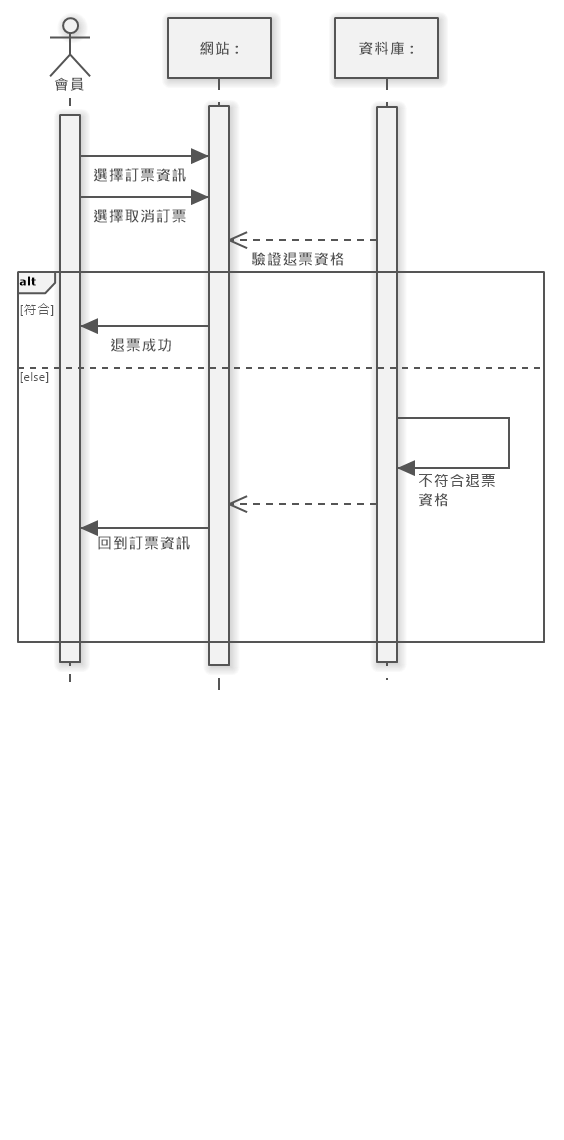 會員
網站：
資料庫：
選擇訂票資訊
選擇取消訂票
驗證退票資格
alt
[符合]
退票成功
[else]
不符合退票
資格
回到訂票資訊